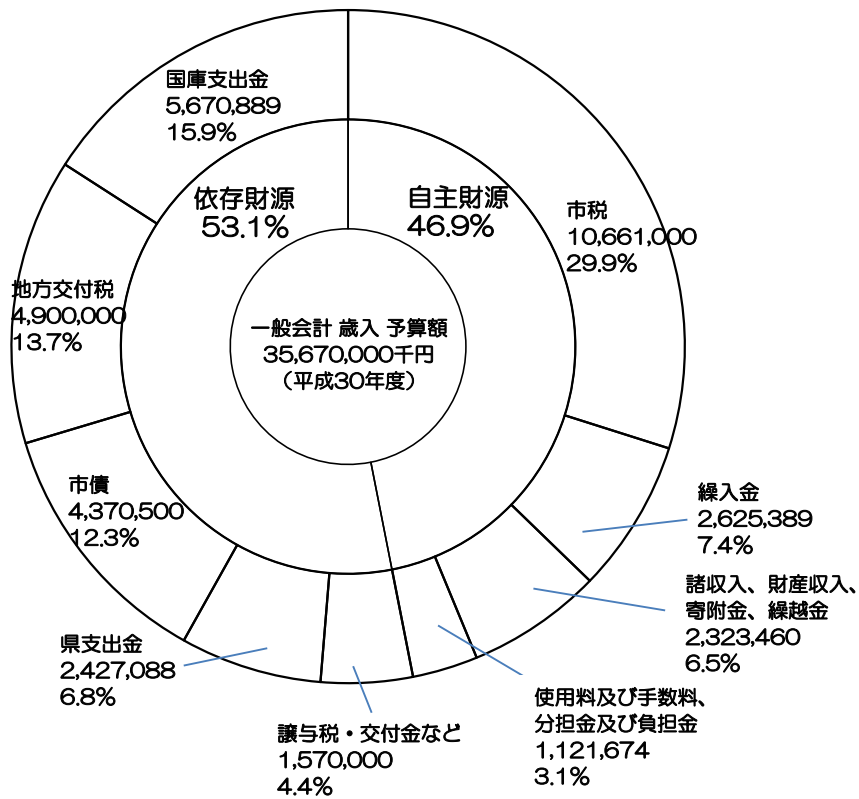 国庫支出金
5,670,889
15.9%
依存財源
53.1%
自主財源
46.9%
市税
10,661,000
29.9%
地方交付税
4,900,000
13.7%
一般会計 歳入 予算額
35,670,000千円
（平成30年度）
市債
4,370,500
12.3%
繰入金
2,625,389
7.4%
諸収入、財産収入、
寄附金、繰越金
2,323,460
6.5%
県支出金
2,427,088
6.8%
使用料及び手数料、
分担金及び負担金
1,121,674
3.1%
譲与税・交付金など
1,570,000
4.4%